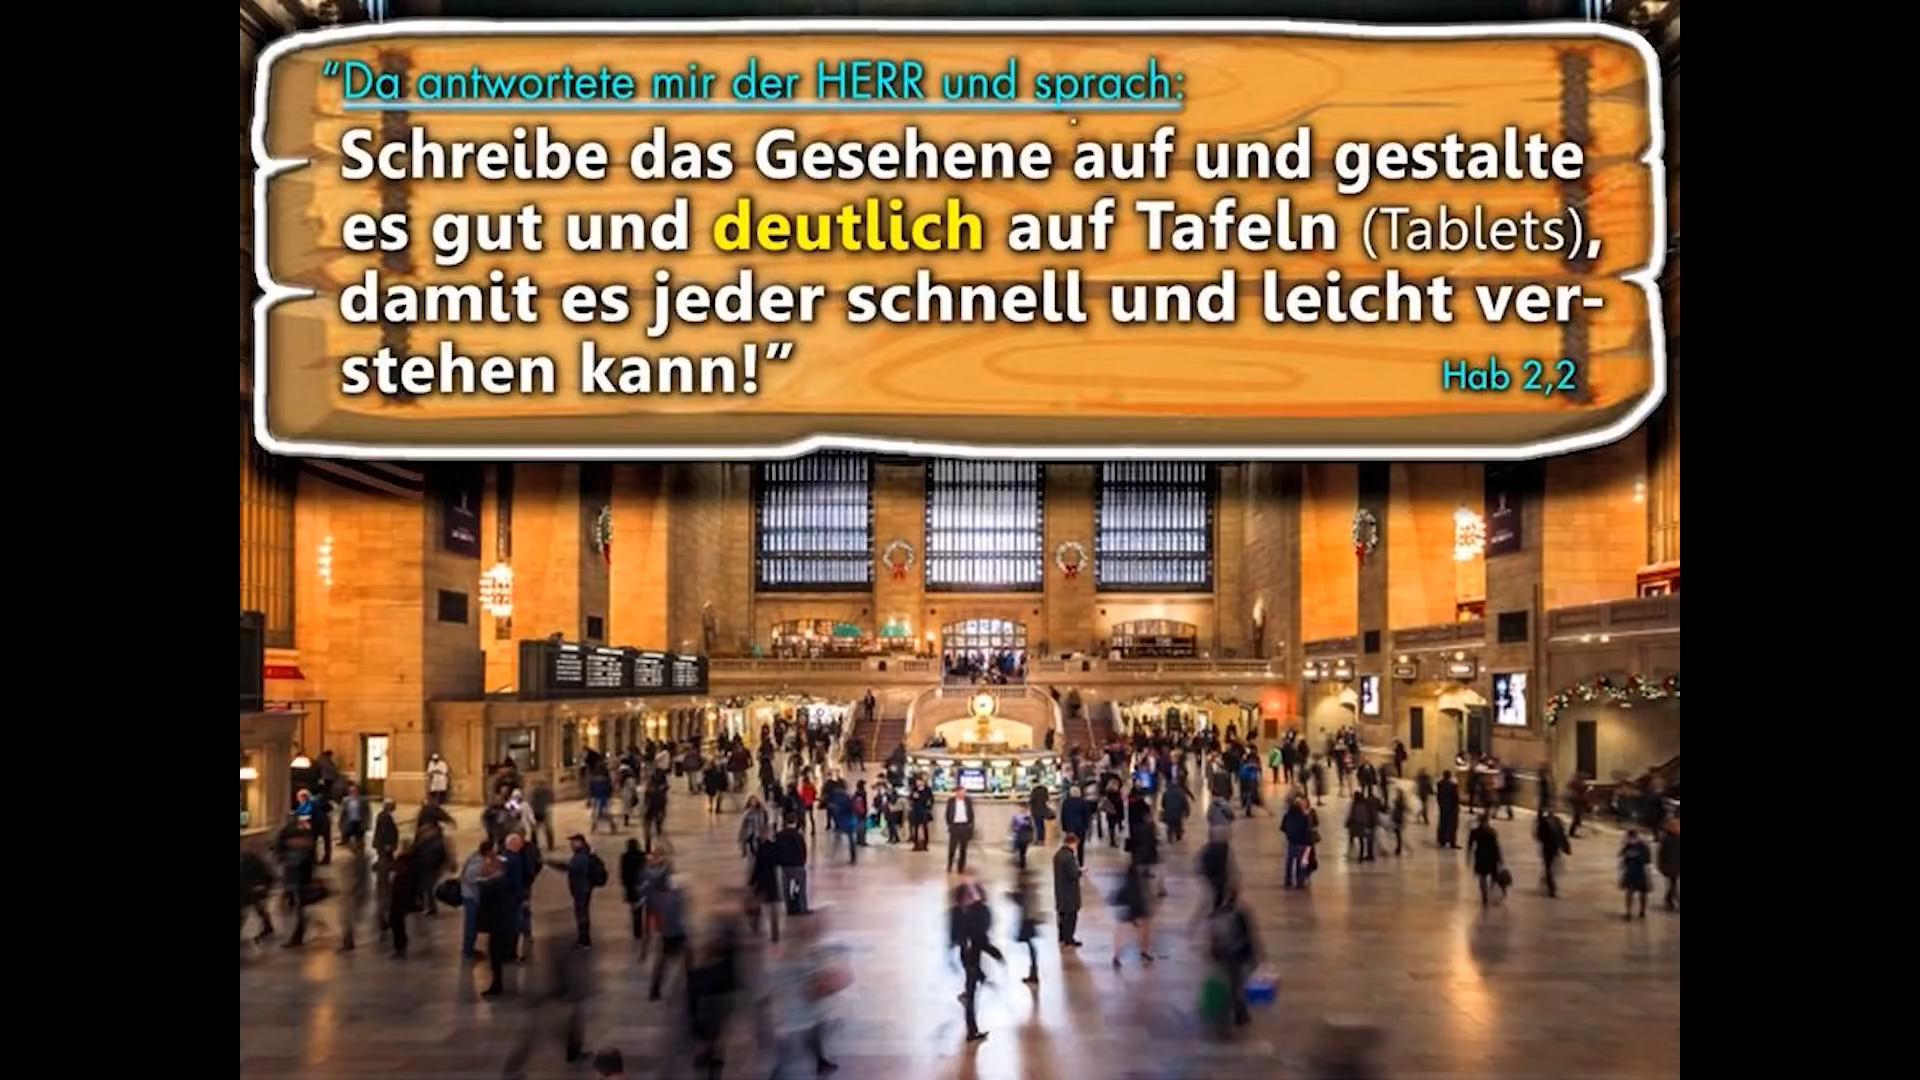 “Da antwortete mir der HERR und sprach:
Schreibe das Gesehene auf und gestalte
es gut und deutlich auf Tafeln (Tablets),
damit es jeder schnell und leicht ver-
stehen kann!”
Hab 2,2